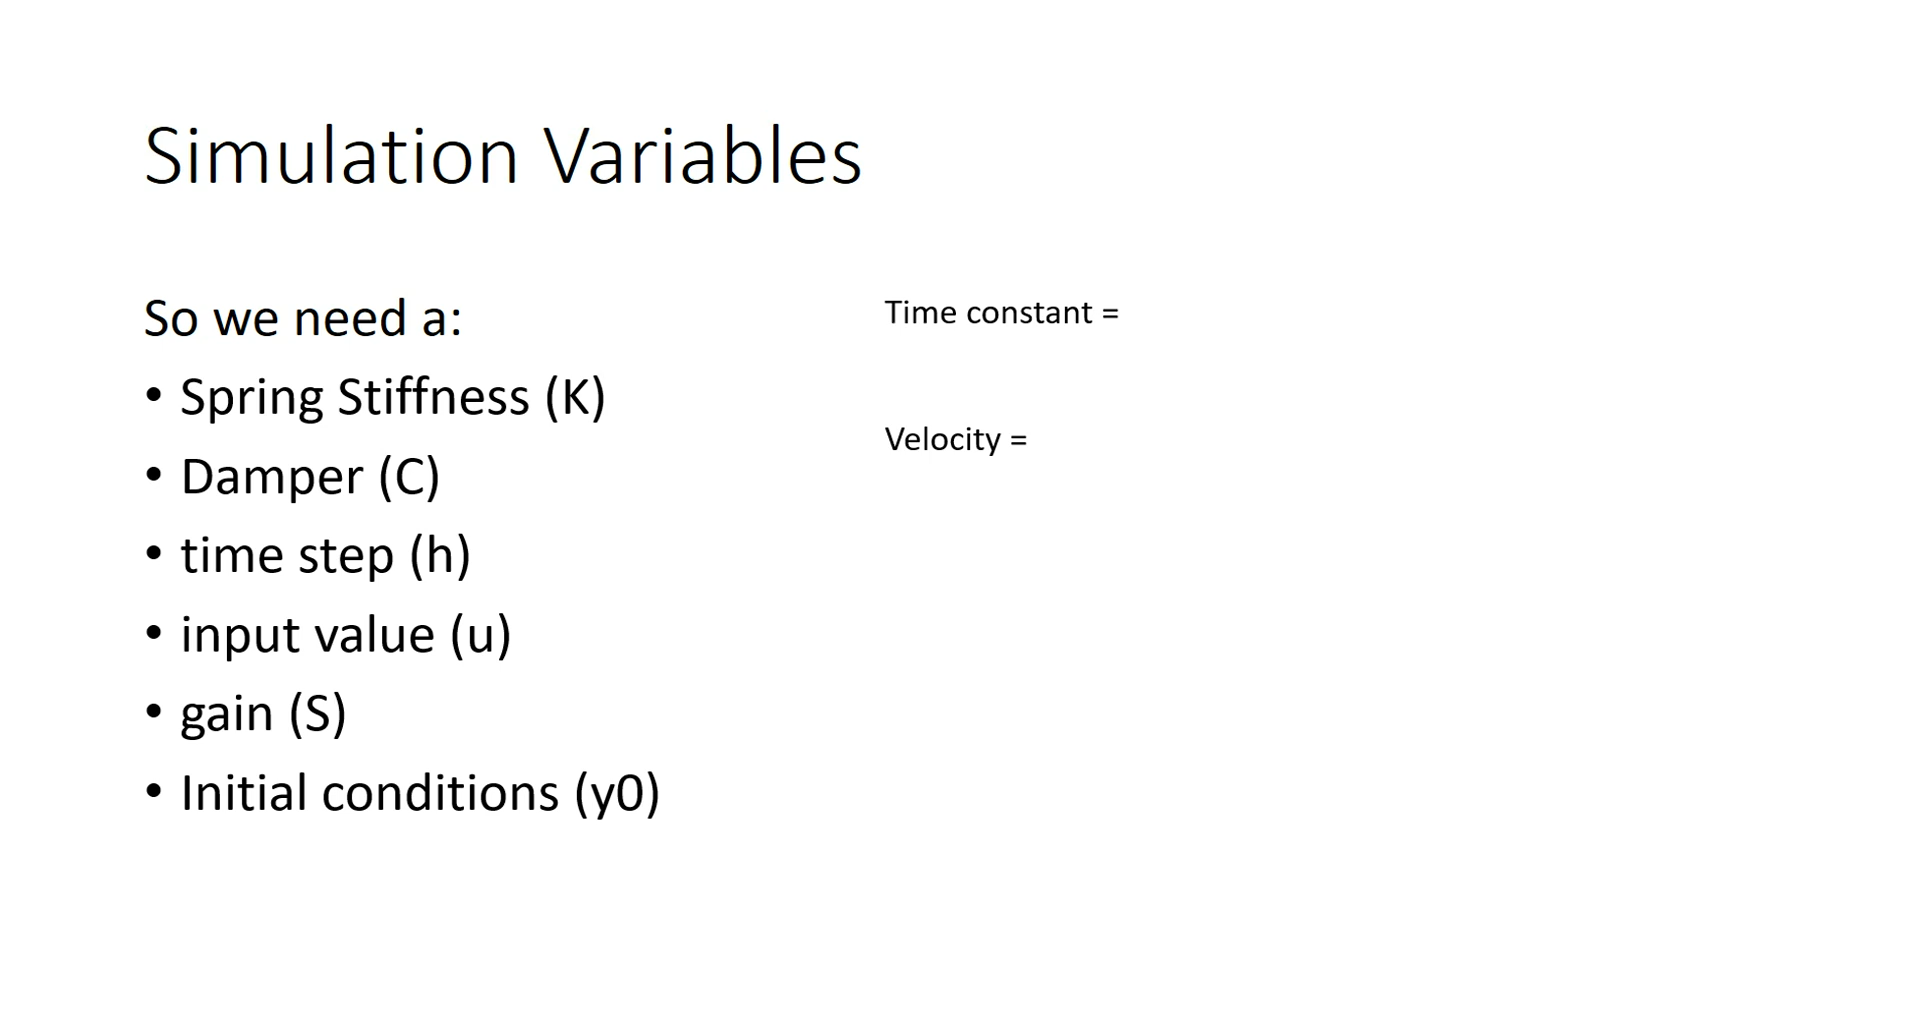 Simulation Variables
So we need a:
• Spring Stiffness (K)
• Damper (C)
• time step (h)
• input value (u)
• gain (S)
• Initial conditions (y0)
Time constant =
Velocity =